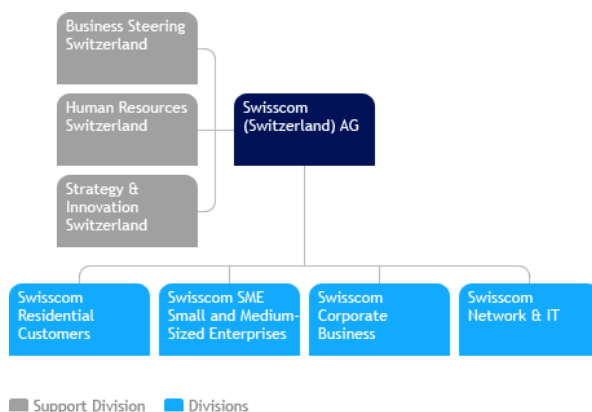 Business Steering
Switzerland
Human Resources
Switzerland
Strategy &
Innovation
Switzerland
Swisscom
(Switzerland) AG
Swisscom
Residential
Customers
Swisscom SME
Small and Medium-
Sized Enterprises
Swisscom
Corporate
Business
Swisscom
Network & IT
Support Division
Divisions